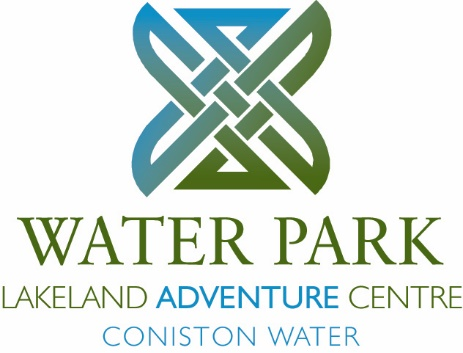 WATER PARK
LAKELAND ADVENTURE CENTRE
CONISTON WATER